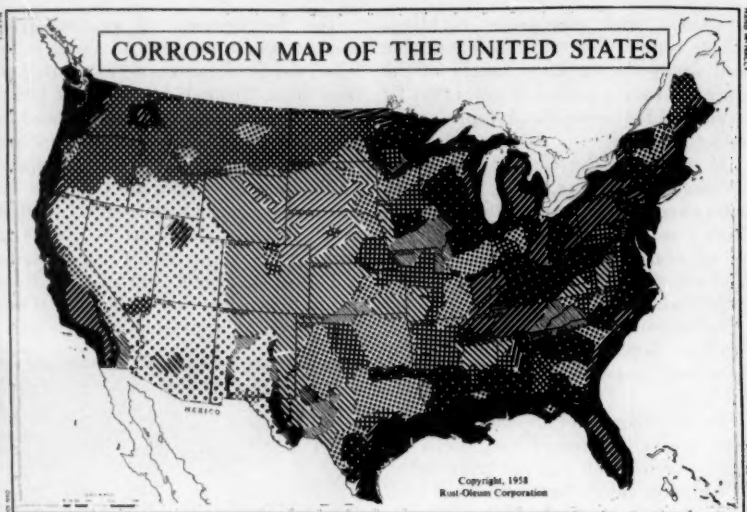 CORROSION MAP OF THE UNITED STATES
MEXICO
Copyright, 1958
Rust-Oleum Corporation